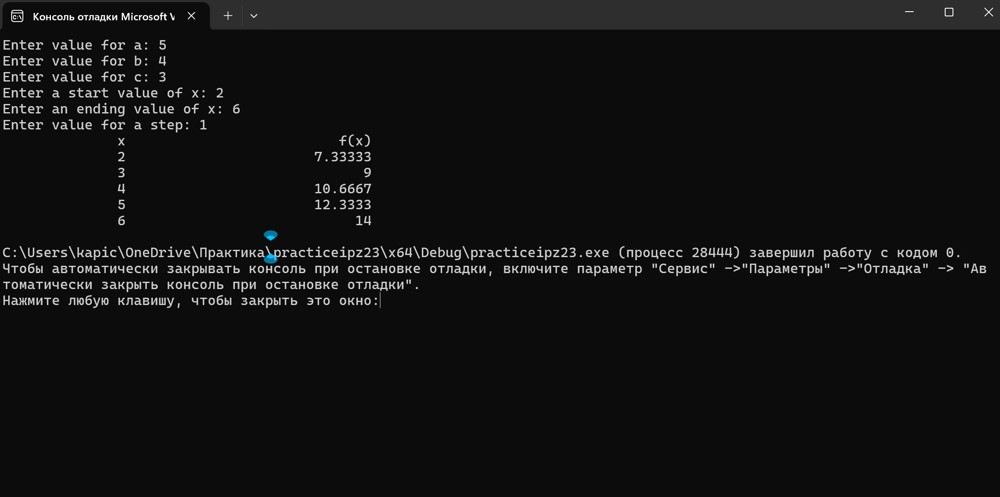 Консоль отладки Microsoft V
Enter value for a: 5
Enter value for b: 4
Enter value for c: 3
Enter a start value of x: 2
Enter an ending value of x: 6
Enter value for a step: 1
x f(x)
2 7.33333
3 9
4 10.6667
5 12.3333
6 14
C:\Users\kapic\OneDrive\Практика\practiceipz23\x64\Debug\practiceipz23.exe (процесс 28444) завершил работу с кодом 0.
Чтобы автоматически закрывать консоль при остановке отладки, включите параметр "Сервис" ->"Параметры" ->"Отладка" -> "Ав
томатически закрыть консоль при остановке отладки".
Нажмите любую клавишу, чтобы закрыть это окно: